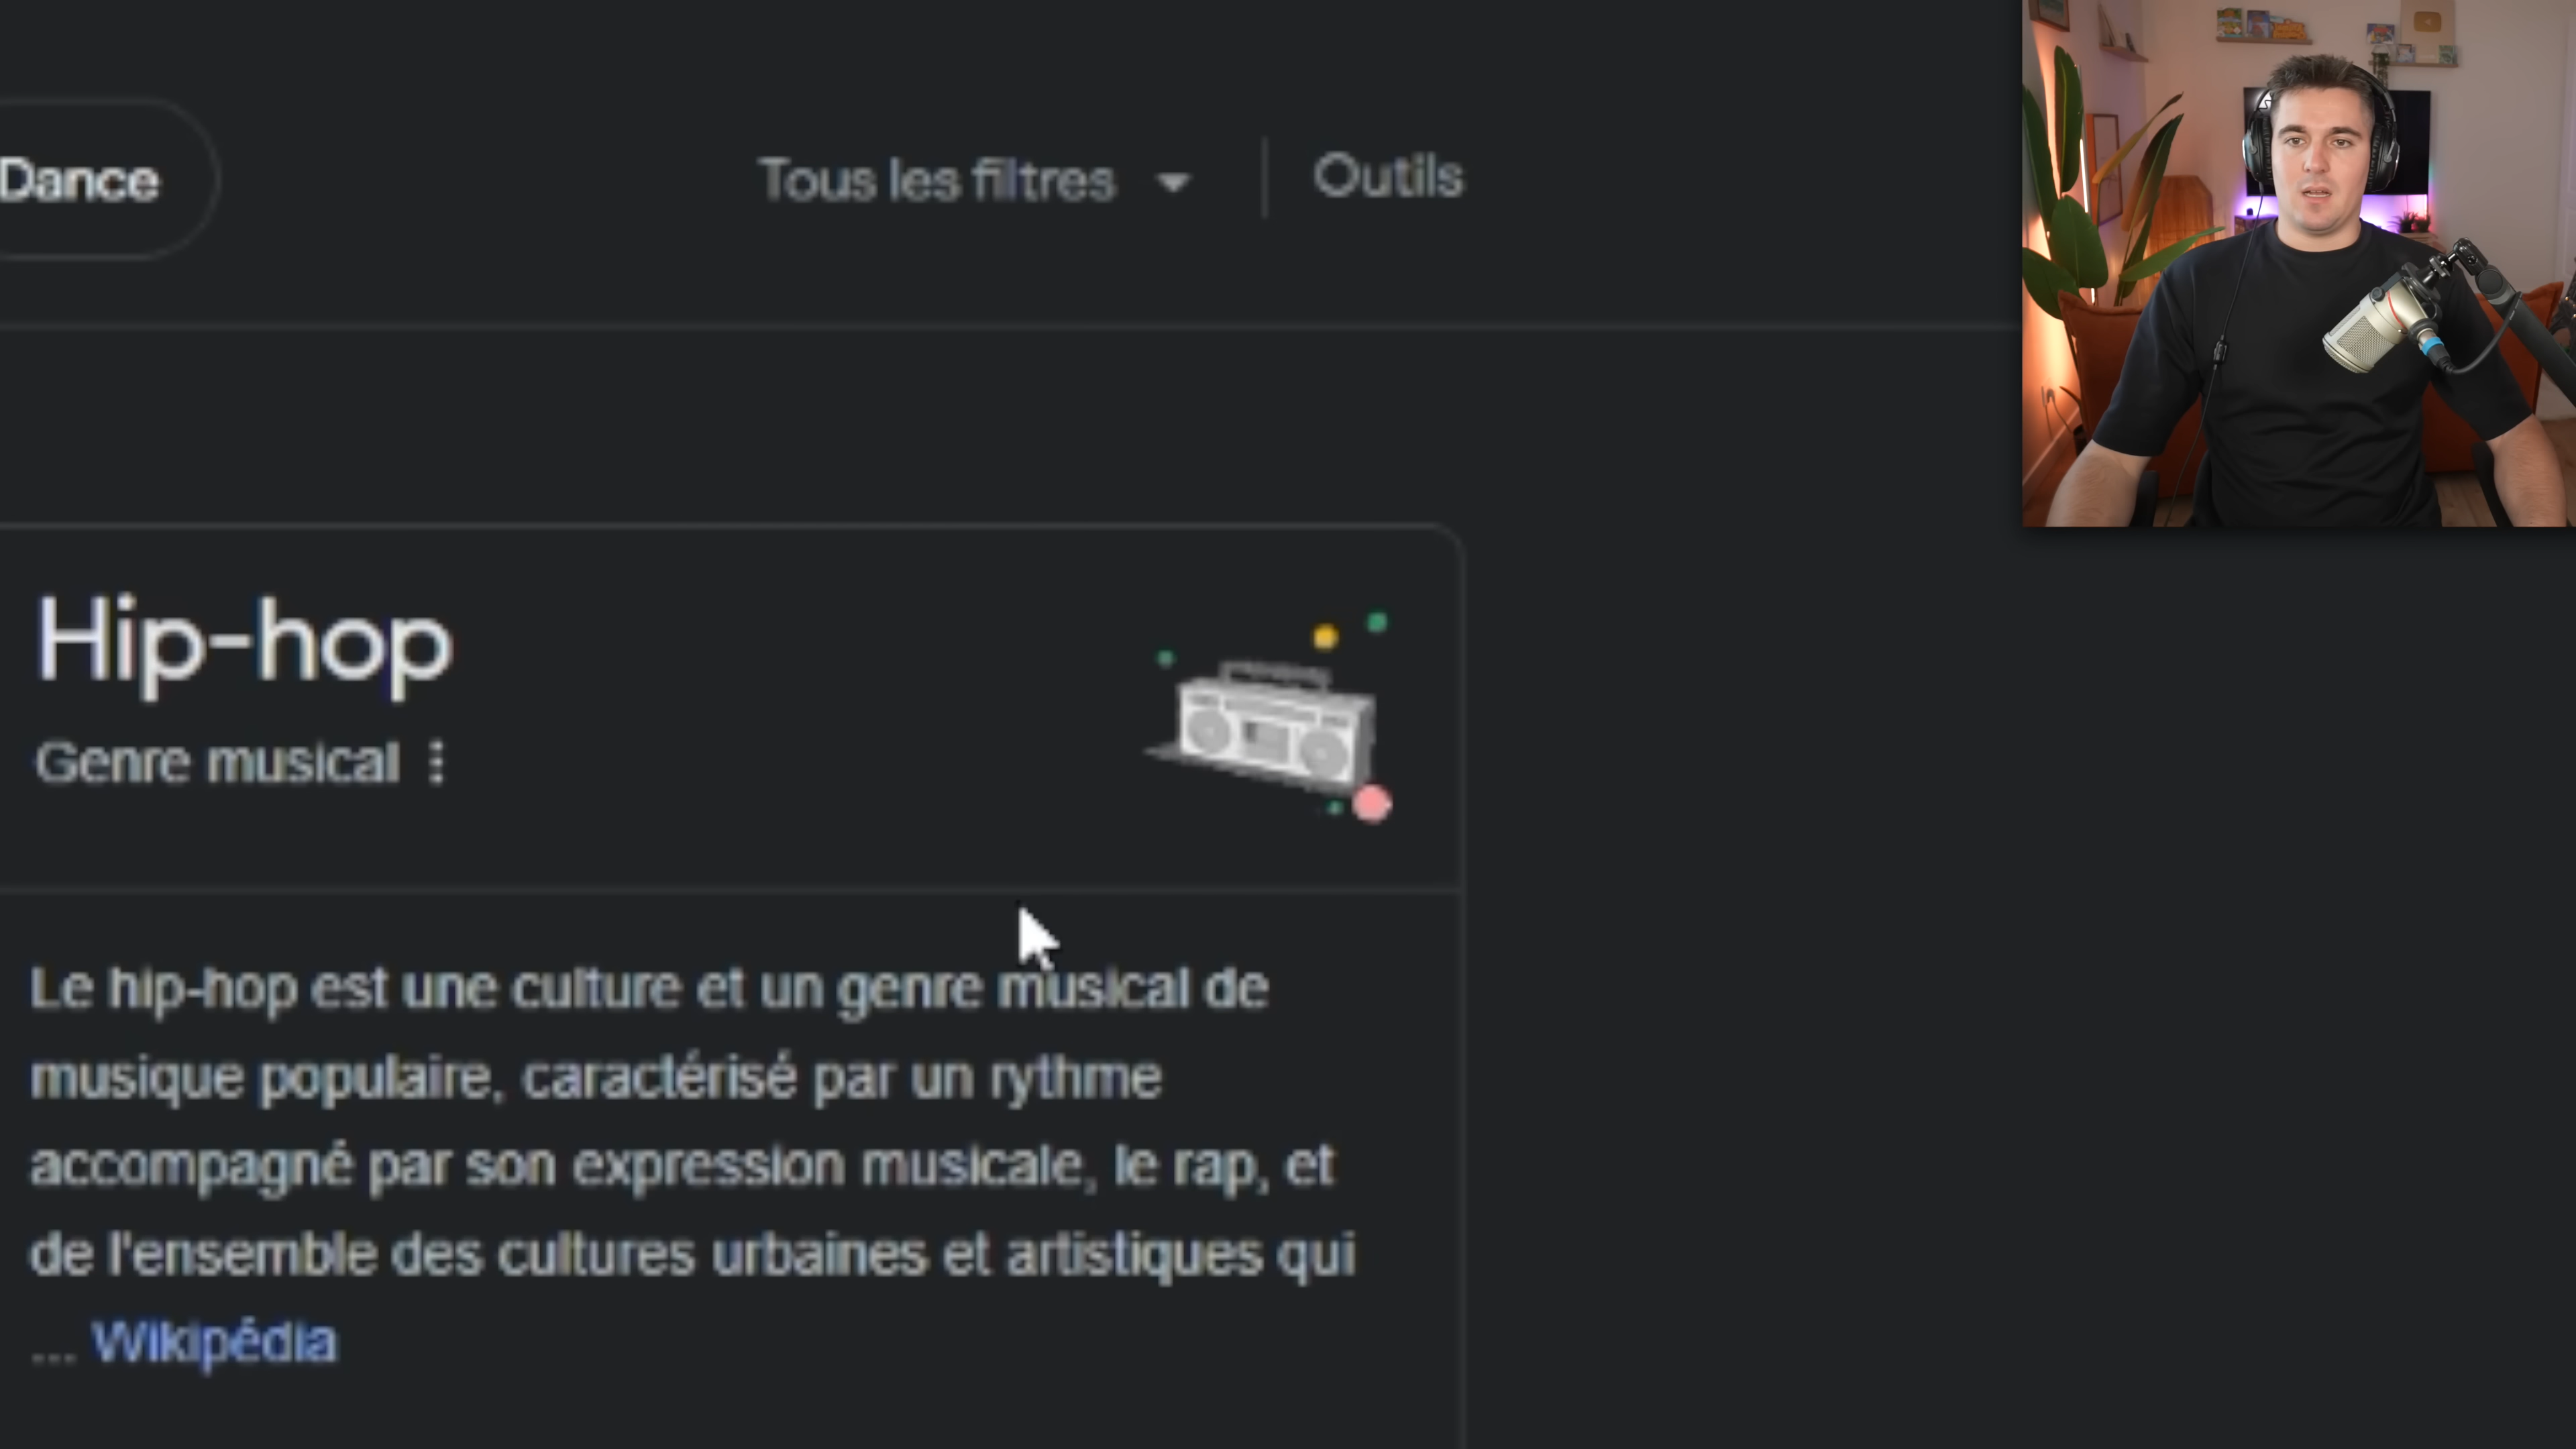 Dance
Tous les filtres
Outils
Hip-hop
Genre musical
Le hip-hop est une culture et un genre musical de
musique populaire, caractérisé par un rythme
accompagné par son expression musicale, le rap, et
de l'ensemble des cultures urbaines et artistiques qui
... Wikipédia